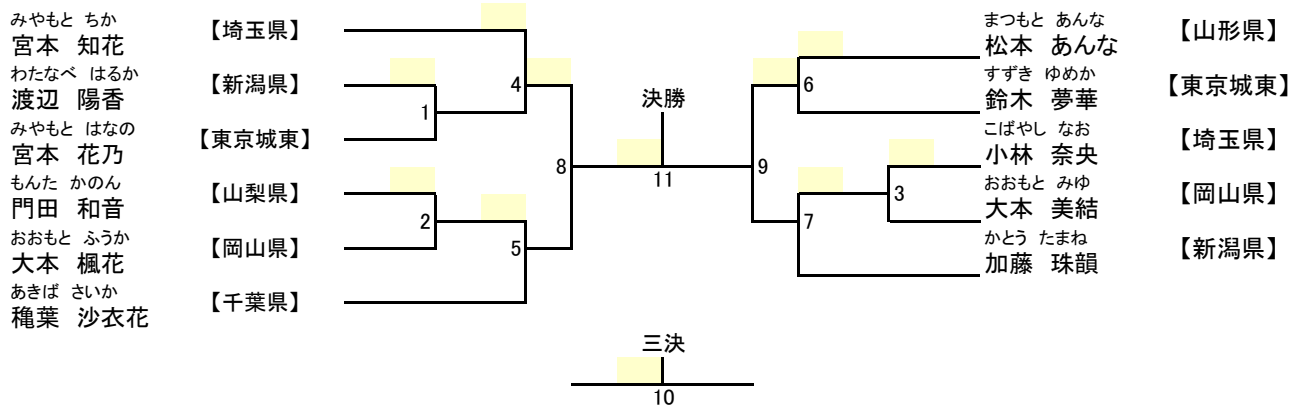 みやもと ちか
宮本 知花 【埼玉県】
わたなべ はるか
渡辺 陽香 【新潟県】
みやもと はなの
宮本 花乃 【東京城東】
もんた かのん
門田 和音 【山梨県】
おおもと ふうか
大本 楓花 【岡山県】
あきば さいか
穐葉 沙衣花 【千葉県】
1
2
4
5
8
決勝
11
9
6
7
3
まつもと あんな
松本 あんな 【山形県】
すずき ゆめか
鈴木 夢華 【東京城東】
こばやし なお
小林 奈央 【埼玉県】
おおもと みゆ
大本 美結 【岡山県】
かとう たまね
加藤 珠韻 【新潟県】
三決
10